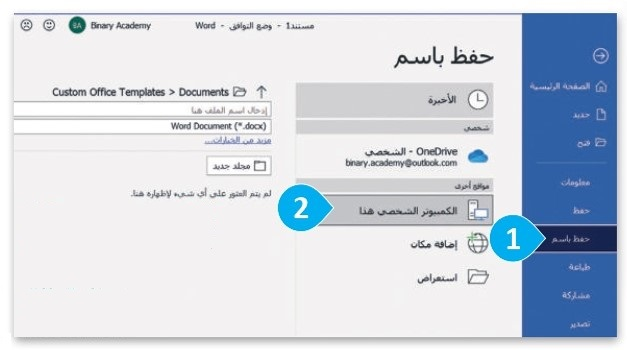 مستند1 - وضع التوافق - Word
Binary Academy
BA
حفظ باسم
الصفحة الرئيسية
جديد
فتح
معلومات
حفظ
حفظ باسم
طباعة
مشاركة
تصدير
1
الأخيرة
شخصي
OneDrive - الشخصي
binary.academy@outlook.com
مواقع أخرى
الكمبيوتر الشخصي هذا
2
إضافة مكان
استعراض
Custom Office Templates > Documents
إدخال اسم الملف هنا
Word Document (*.docx)
مزيد من الخيارات...
مجلد جديد
لم يتم العثور على أي شيء لإظهاره هنا.